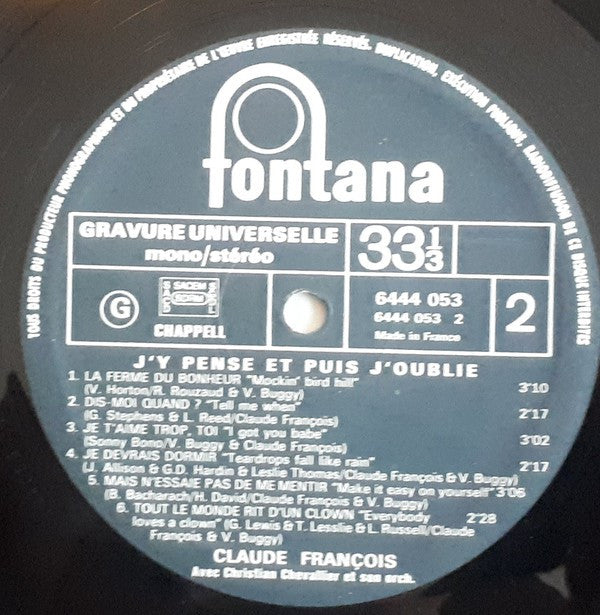 TOUS DROITS DU PRODUCTEUR PHONOGRAPHIQUE ET DU PROPRIÉTAIRE DE L'ŒUVRE ENREGISTRÉE RÉSERVÉS. DUPLICATION, EXÉCUTION PUBLIQUE, RADIODIFFUSION DE CE DISQUE INTERDITES
fontana
GRAVURE UNIVERSELLE
mono/stéréo
33 1/3
G
SACEM
CHAPPELL
6444 053
6444 053 2
Made in France
2
J'Y PENSE ET PUIS J'OUBLIE
1. LA FERME DU BONHEUR "Mockin' bird hill"
(V. Horton/R. Rouzaud & V. Buggy) 3'10
2. DIS-MOI QUAND ? "Tell me when"
(G. Stephens & L. Reed/Claude François) 2'17
3. JE T'AIME TROP, TOI "I got you babe"
(Sonny Bono/V. Buggy & Claude François) 3'02
4. JE DEVRAIS DORMIR "Teardrops fall like rain"
(J. Allison & G.D. Hardin & Leslie Thomas/Claude François & V. Buggy) 2'17
5. MAIS N'ESSAIE PAS DE ME MENTIR "Make it easy on yourself" 3'06
(B. Bacharach/H. David/Claude François & V. Buggy)
6. TOUT LE MONDE RIT D'UN CLOWN "Everybody 2'28
loves a clown" (G. Lewis & T. Lesslie & L. Russell/Claude
François & V. Buggy)
CLAUDE FRANÇOIS
Avec Christian Chevallier et son orch.